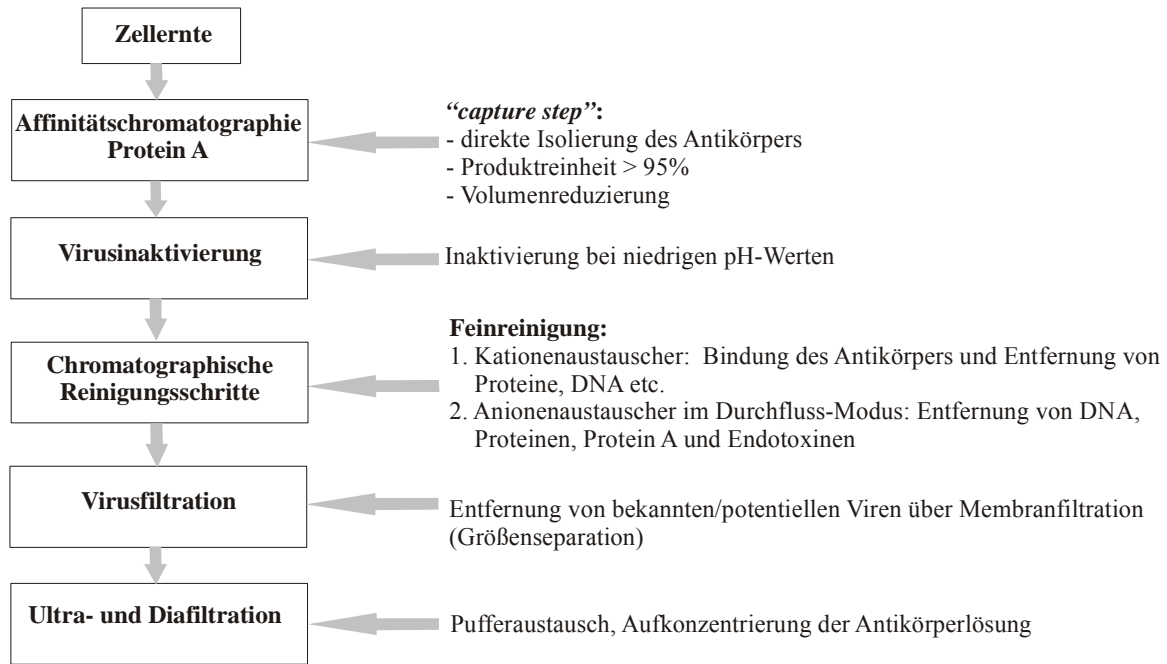 Zellernte
Affinitätschromatographie
Protein A
“capture step”:
- direkte Isolierung des Antikörpers
- Produktreinheit > 95%
- Volumenreduzierung
Virusinaktivierung
Inaktivierung bei niedrigen pH-Werten
Chromatographische
Reinigungsschritte
Feinreinigung:
1. Kationenaustauscher: Bindung des Antikörpers und Entfernung von
Proteine, DNA etc.
2. Anionenaustauscher im Durchfluss-Modus: Entfernung von DNA,
Proteinen, Protein A und Endotoxinen
Virusfiltration
Entfernung von bekannten/potentiellen Viren über Membranfiltration
(Größenseparation)
Ultra- und Diafiltration
Pufferaustausch, Aufkonzentrierung der Antikörperlösung